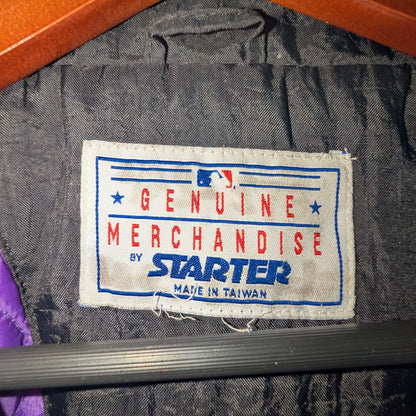 GENUINE
MERCHANDISE
BY STARTER
MADE IN TAIWAN